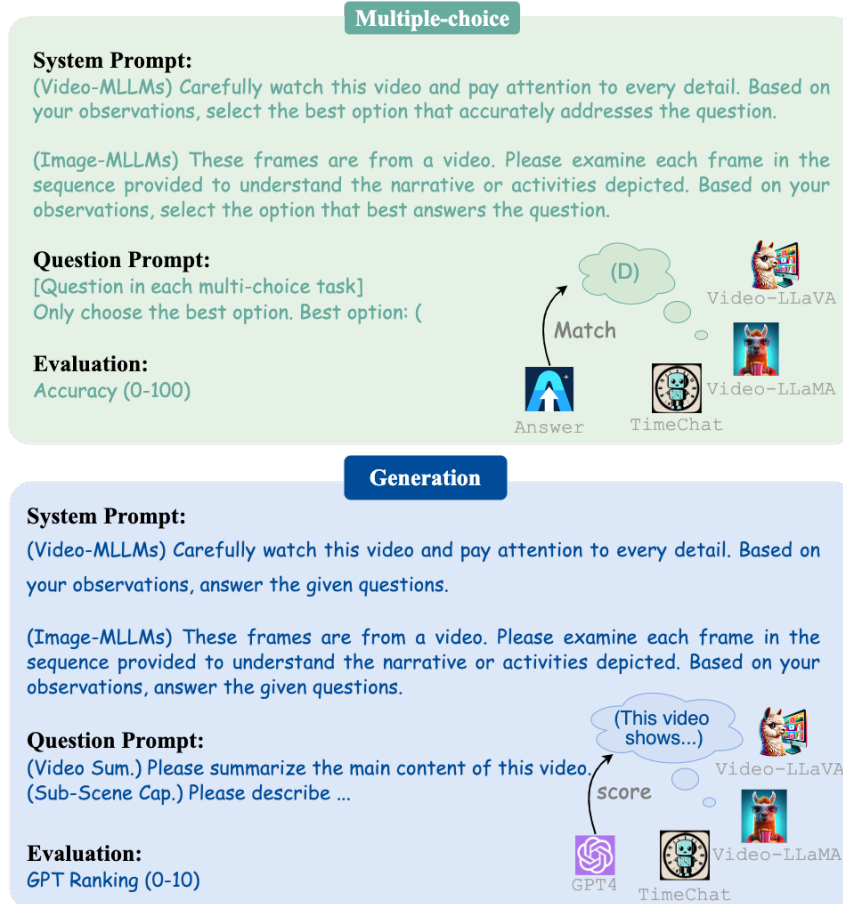 Multiple-choice
System Prompt:
(Video-MLLMs) Carefully watch this video and pay attention to every detail. Based on
your observations, select the best option that accurately addresses the question.
(Image-MLLMs) These frames are from a video. Please examine each frame in the
sequence provided to understand the narrative or activities depicted. Based on your
observations, select the option that best answers the question.
Question Prompt:
[Question in each multi-choice task]
Only choose the best option. Best option: (
Evaluation:
Accuracy (0-100)
(D)
Match
Answer
Video-LLaVA
Video-LLaMA
TimeChat
Generation
System Prompt:
(Video-MLLMs) Carefully watch this video and pay attention to every detail. Based on
your observations, answer the given questions.
(Image-MLLMs) These frames are from a video. Please examine each frame in the
sequence provided to understand the narrative or activities depicted. Based on your
observations, answer the given questions.
Question Prompt:
(Video Sum.) Please summarize the main content of this video.
(Sub-Scene Cap.) Please describe ...
Evaluation:
GPT Ranking (0-10)
(This video
shows...)
score
GPT4
Video-LLaVA
Video-LLaMA
TimeChat